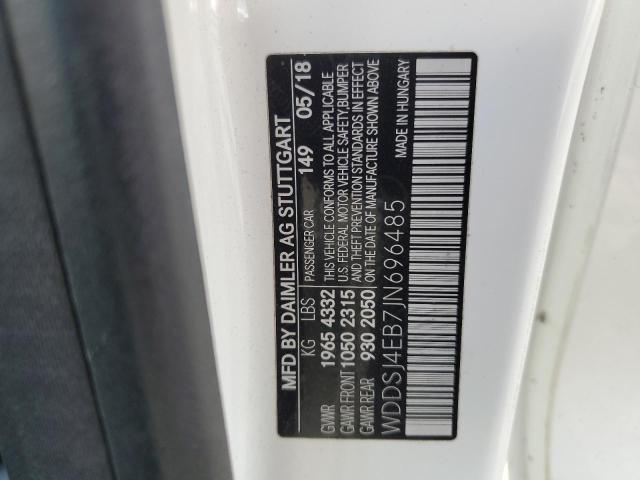 MFD BY DAIMLER AG STUTTGART
KG LBS PASSENGER CAR 149 05/18
GVWR 1965 4332 THIS VEHICLE CONFORMS TO ALL APPLICABLE
GAWR FRONT 1050 2315 U.S. FEDERAL MOTOR VEHICLE SAFETY, BUMPER
GAWR REAR 930 2050 AND THEFT PREVENTION STANDARDS IN EFFECT
ON THE DATE OF MANUFACTURE SHOWN ABOVE
MADE IN HUNGARY
WDDSJ4EB7JN696485